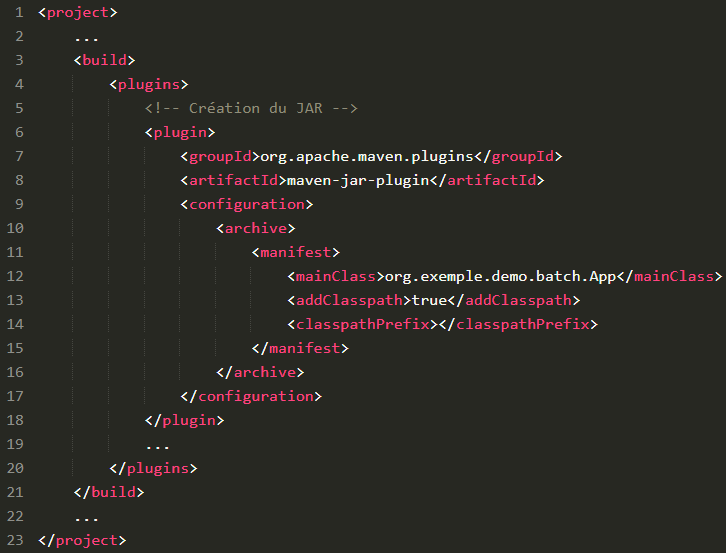 1 <project>
2 ...
3 <build>
4 <plugins>
5 <!-- Création du JAR -->
6 <plugin>
7 <groupId>org.apache.maven.plugins</groupId>
8 <artifactId>maven-jar-plugin</artifactId>
9 <configuration>
10 <archive>
11 <manifest>
12 <mainClass>org.exemple.demo.batch.App</mainClass>
13 <addClasspath>true</addClasspath>
14 <classpathPrefix></classpathPrefix>
15 </manifest>
16 </archive>
17 </configuration>
18 </plugin>
19 ...
20 </plugins>
21 </build>
22 ...
23 </project>